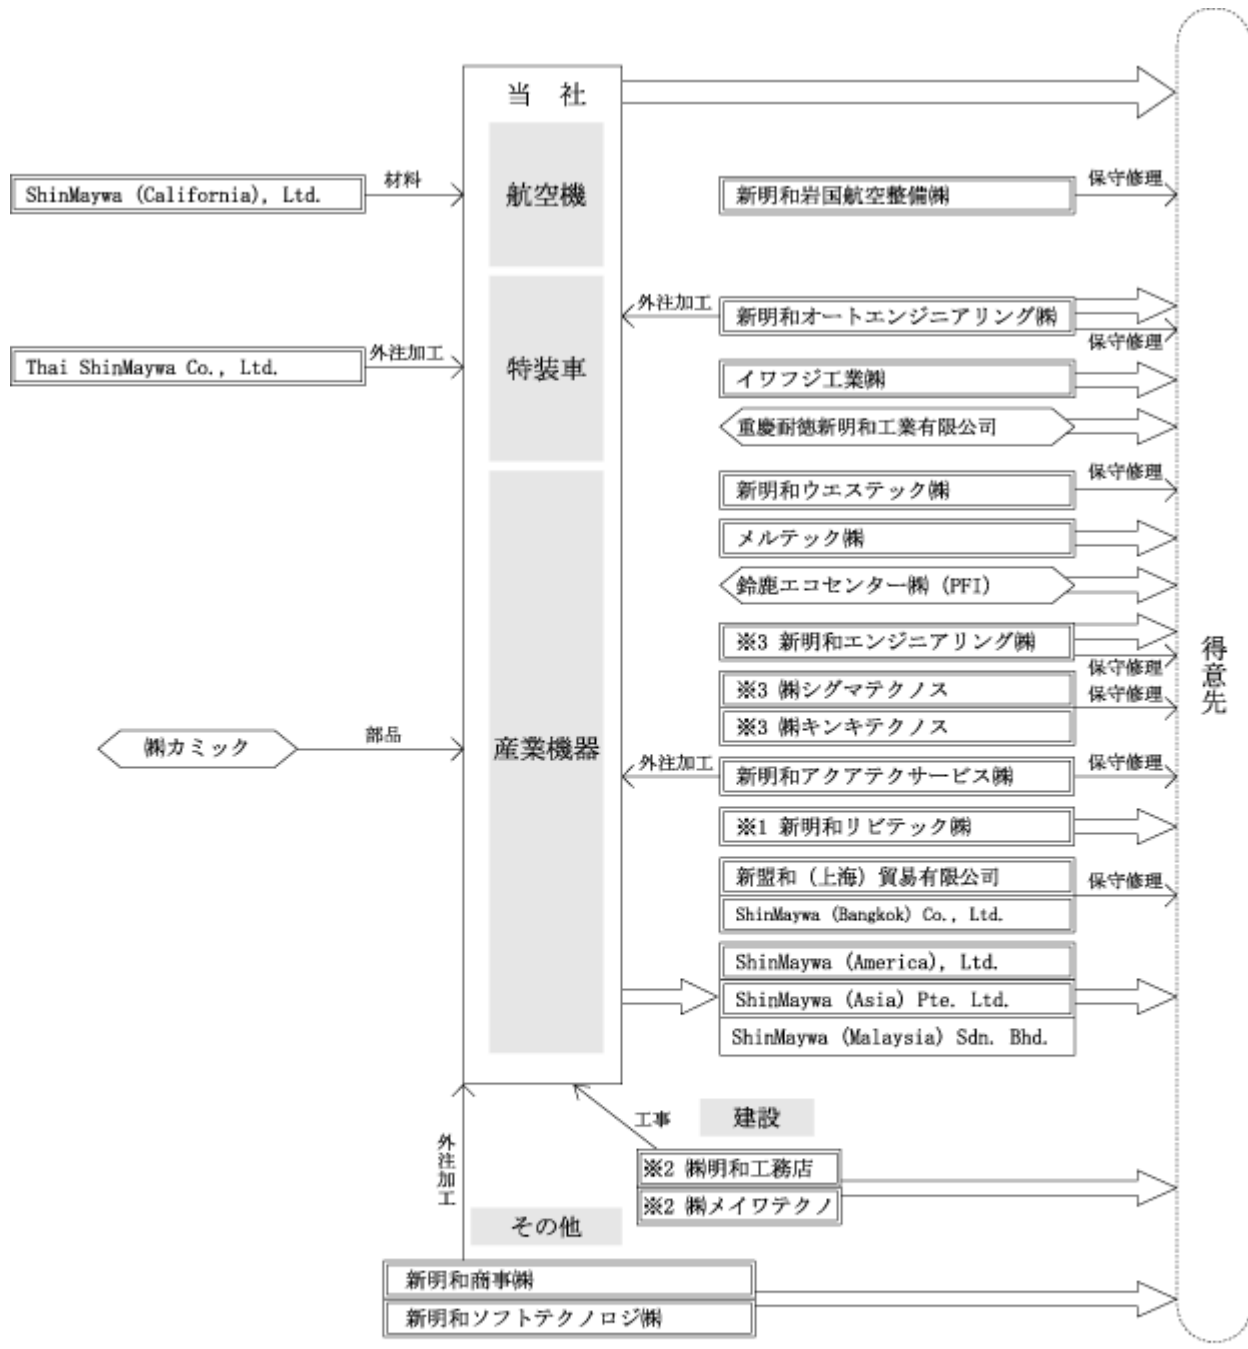 当 社
航空機
特装車
産業機器
ShinMaywa (California), Ltd.
材料
Thai ShinMaywa Co., Ltd.
外注加工
㈱カミック
部品
新明和岩国航空整備㈱
保守修理
外注加工
新明和オートエンジニアリング㈱
保守修理
イワフジ工業㈱
重慶耐徳新明和工業有限公司
新明和ウエステック㈱
保守修理
メルテック㈱
鈴鹿エコセンター㈱ (PFI)
※3 新明和エンジニアリング㈱
保守修理
※3 ㈱シグマテクノス
保守修理
※3 ㈱キンキテクノス
外注加工
新明和アクアテクサービス㈱
保守修理
※1 新明和リビテック㈱
新盟和（上海）貿易有限公司
保守修理
ShinMaywa (Bangkok) Co., Ltd.
ShinMaywa (America), Ltd.
ShinMaywa (Asia) Pte. Ltd.
ShinMaywa (Malaysia) Sdn. Bhd.
得意先
工事
建設
※2 ㈱明和工務店
※2 ㈱メイワテクノ
外注加工
その他
新明和商事㈱
新明和ソフトテクノロジ㈱